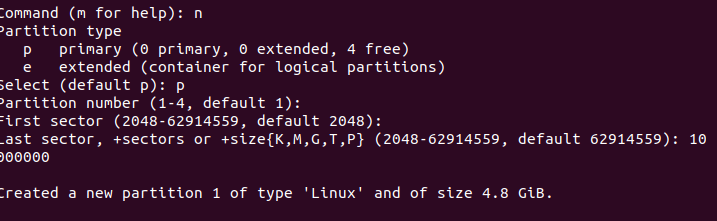 Command (m for help): n
Partition type
   p   primary (0 primary, 0 extended, 4 free)
   e   extended (container for logical partitions)
Select (default p): p
Partition number (1-4, default 1):
First sector (2048-62914559, default 2048):
Last sector, +sectors or +size{K,M,G,T,P} (2048-62914559, default 62914559): 10
000000

Created a new partition 1 of type 'Linux' and of size 4.8 GiB.